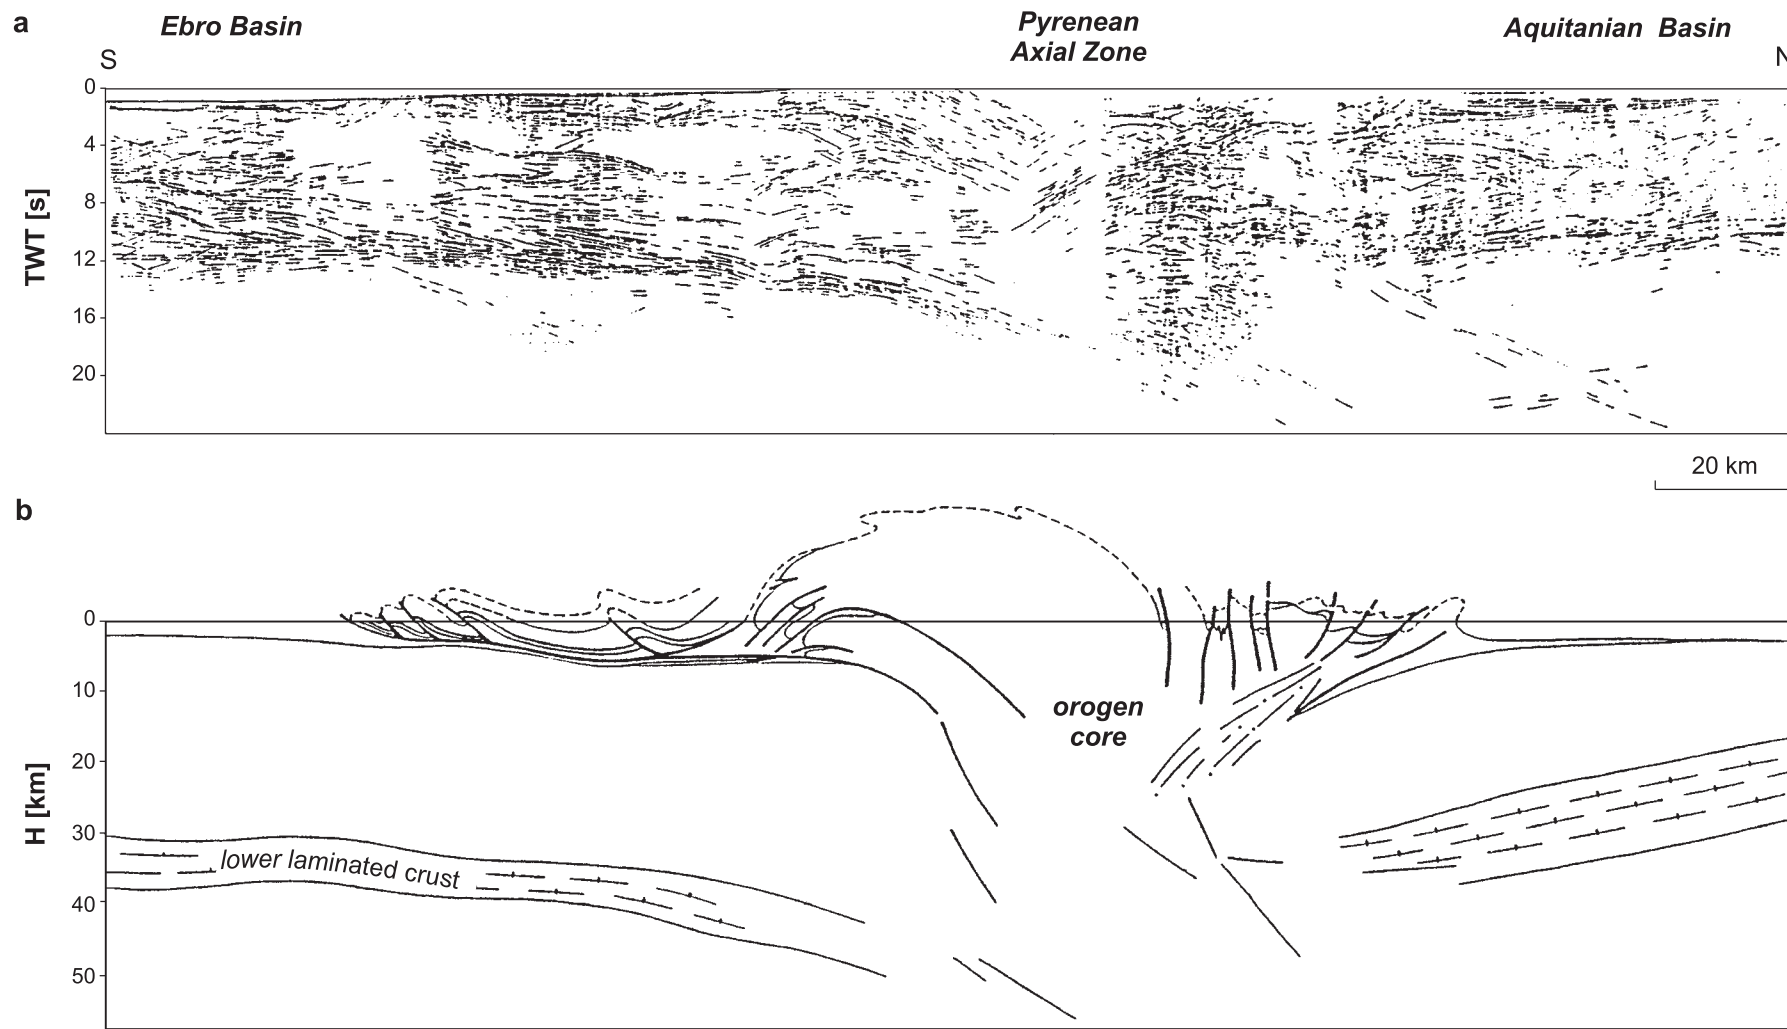 a
Ebro Basin
Pyrenean
Axial Zone
Aquitanian Basin
S
N
0
4
8
12
16
20
TWT [s]
20 km
b
0
10
20
30
40
50
H [km]
orogen
core
lower laminated crust